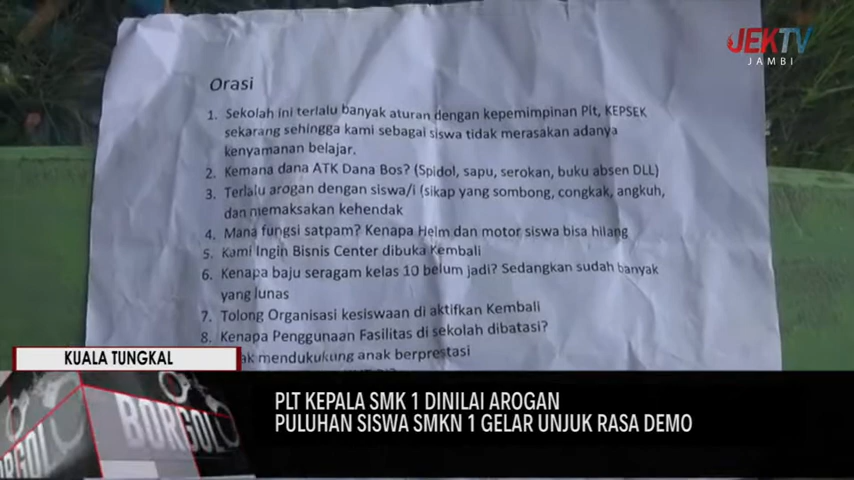 JEKTV
JAMBI
Orasi
1. Sekolah ini terlalu banyak aturan dengan kepemimpinan Plt, KEPSEK
sekarang sehingga kami sebagai siswa tidak merasakan adanya
kenyamanan belajar.
2. Kemana dana ATK Dana Bos? (Spidol, sapu, serokan, buku absen DLL)
3. Terlalu arogan dengan siswa/i (sikap yang sombong, congkak, angkuh,
dan memaksakan kehendak
4. Mana fungsi satpam? Kenapa Helm dan motor siswa bisa hilang
5. Kami Ingin Bisnis Center dibuka Kembali
6. Kenapa baju seragam kelas 10 belum jadi? Sedangkan sudah banyak
yang lunas
7. Tolong Organisasi kesiswaan di aktifkan Kembali
8. Kenapa Penggunaan Fasilitas di sekolah dibatasi?
mendukukung anak berprestasi
KUALA TUNGKAL
BORGOL
BORGOL
PLT KEPALA SMK 1 DINILAI AROGAN
PULUHAN SISWA SMKN 1 GELAR UNJUK RASA DEMO